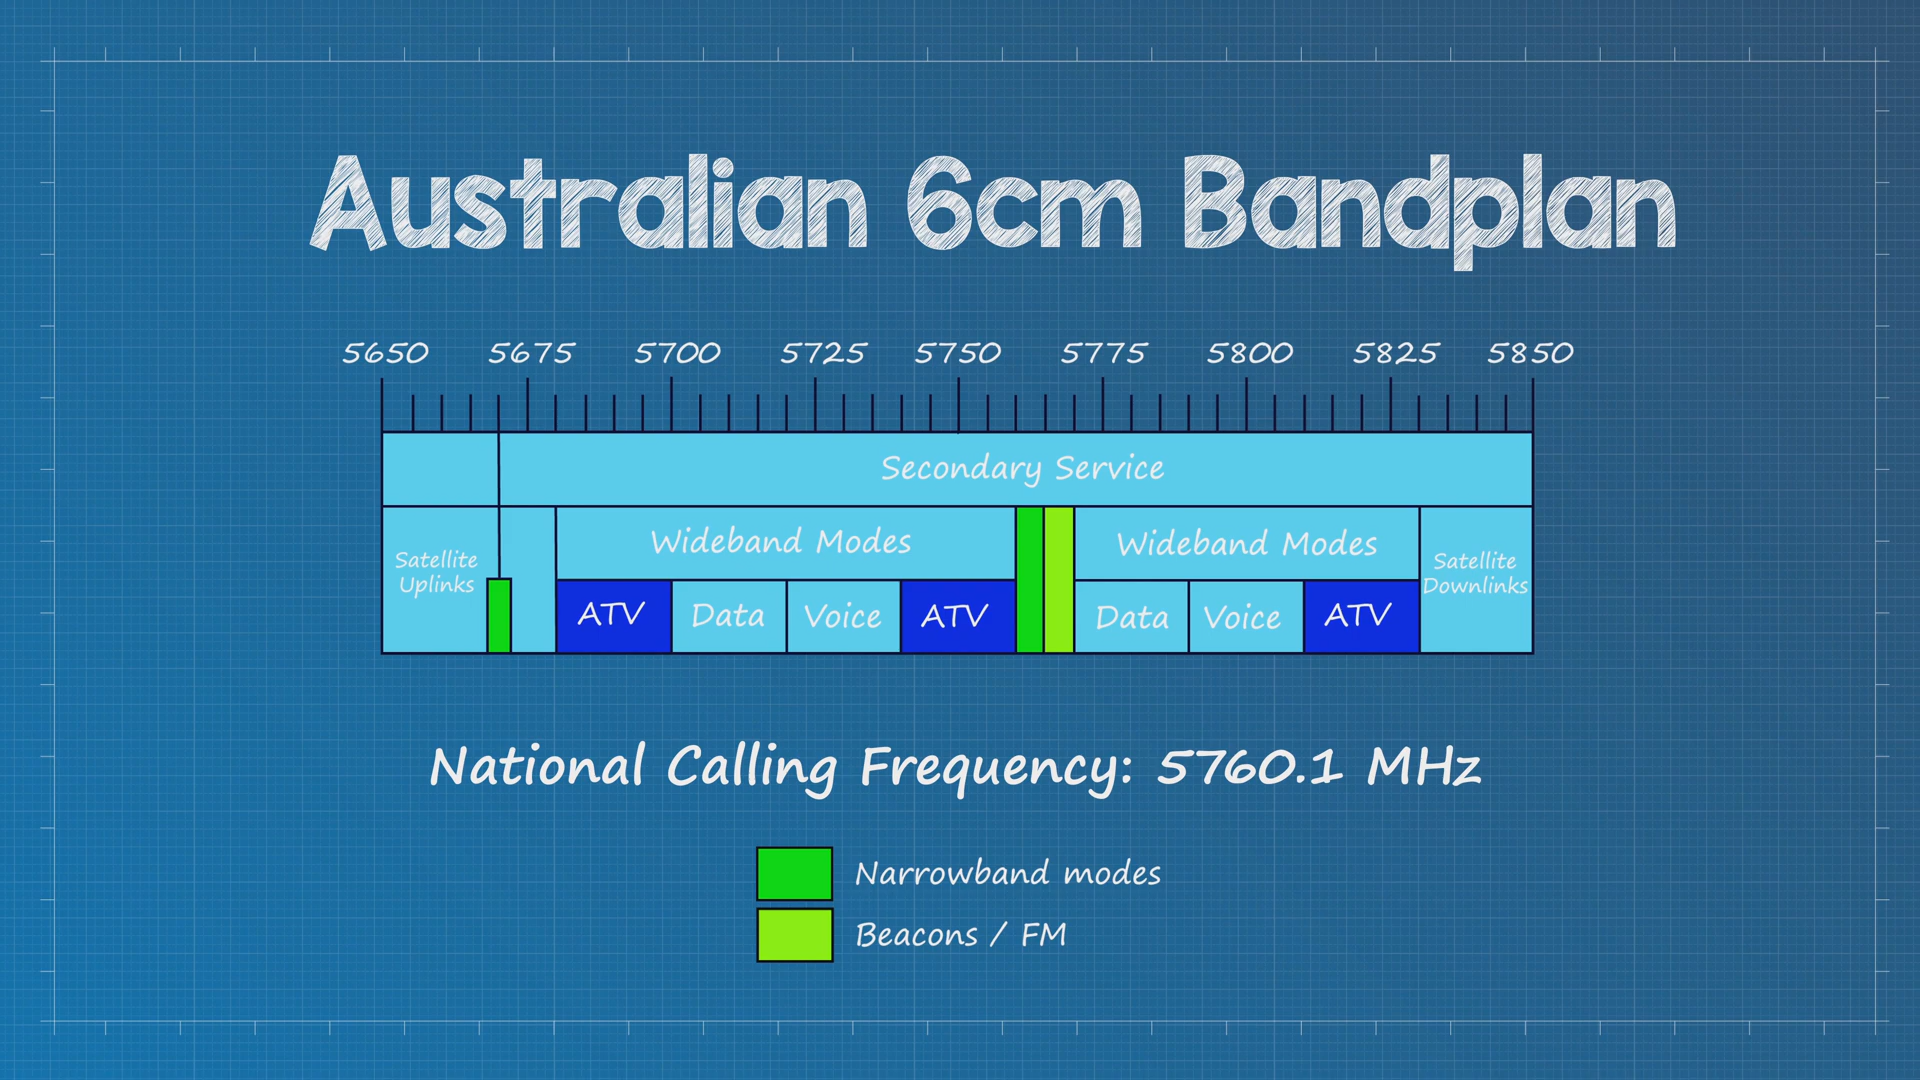 Australian 6cm Bandplan
5650 5675 5700 5725 5750 5775 5800 5825 5850
Secondary Service
Wideband Modes
Wideband Modes
Satellite
Uplinks
Satellite
Downlinks
ATV Data Voice ATV Data Voice ATV
National Calling Frequency: 5760.1 MHz
Narrowband modes
Beacons / FM